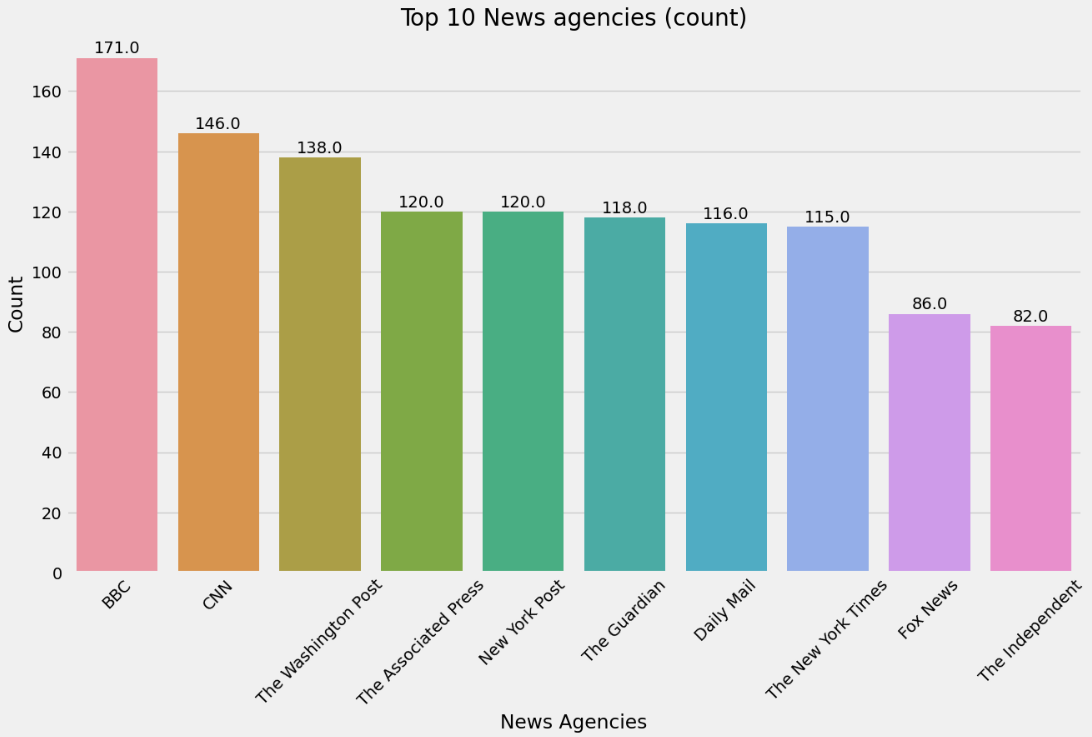 Top 10 News agencies (count)
171.0
146.0
138.0
120.0
120.0
118.0
116.0
115.0
86.0
82.0
160
140
120
100
80
60
40
20
0
Count
BBC
CNN
The Washington Post
The Associated Press
New York Post
The Guardian
Daily Mail
The New York Times
Fox News
The Independent
News Agencies